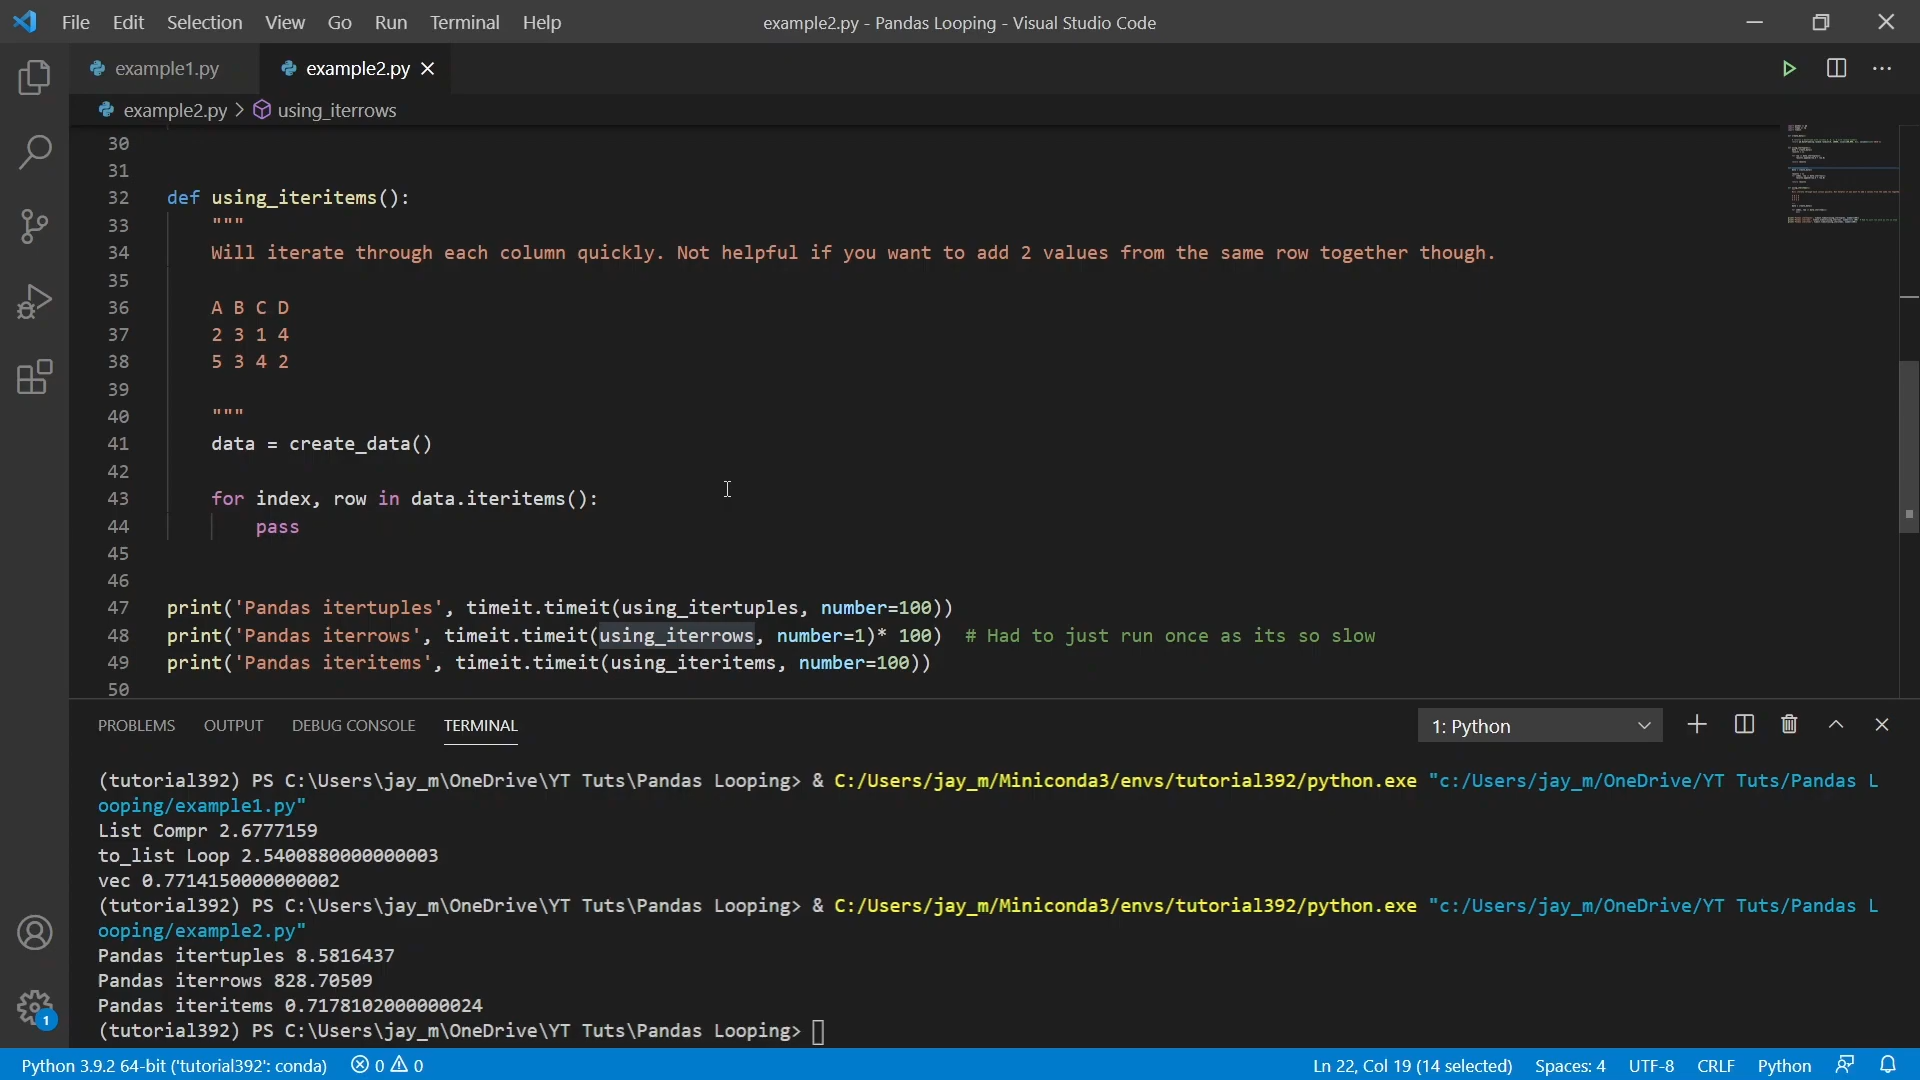 File Edit Selection View Go Run Terminal Help
example2.py - Pandas Looping - Visual Studio Code
example1.py
example2.py
example2.py > using_iterrows
30
31
32 def using_iteritems():
33 """
34 Will iterate through each column quickly. Not helpful if you want to add 2 values from the same row together though.
35
36 A B C D
37 2 3 1 4
38 5 3 4 2
39
40 """
41 data = create_data()
42
43 for index, row in data.iteritems():
44 pass
45
46
47 print('Pandas itertuples', timeit.timeit(using_itertuples, number=100))
48 print('Pandas iterrows', timeit.timeit(using_iterrows, number=1)* 100) # Had to just run once as its so slow
49 print('Pandas iteritems', timeit.timeit(using_iteritems, number=100))
50
PROBLEMS OUTPUT DEBUG CONSOLE TERMINAL
1: Python
(tutorial392) PS C:\Users\jay_m\OneDrive\YT Tuts\Pandas Looping> & C:/Users/jay_m/Miniconda3/envs/tutorial392/python.exe "c:/Users/jay_m/OneDrive/YT Tuts/Pandas L
ooping/example1.py"
List Compr 2.6777159
to_list Loop 2.5400880000000003
vec 0.7714150000000002
(tutorial392) PS C:\Users\jay_m\OneDrive\YT Tuts\Pandas Looping> & C:/Users/jay_m/Miniconda3/envs/tutorial392/python.exe "c:/Users/jay_m/OneDrive/YT Tuts/Pandas L
ooping/example2.py"
Pandas itertuples 8.5816437
Pandas iterrows 828.70509
Pandas iteritems 0.7178102000000024
(tutorial392) PS C:\Users\jay_m\OneDrive\YT Tuts\Pandas Looping>
1
Python 3.9.2 64-bit ('tutorial392': conda) 0 0
Ln 22, Col 19 (14 selected) Spaces: 4 UTF-8 CRLF Python